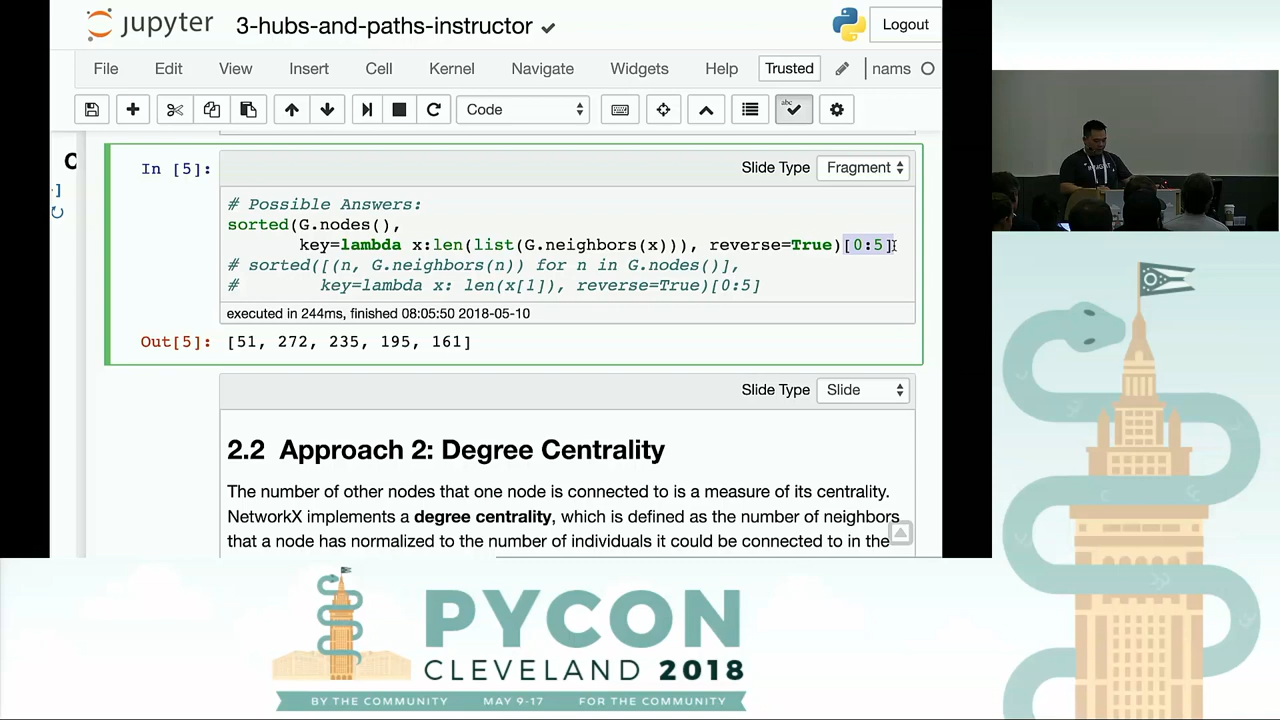 jupyter 3-hubs-and-paths-instructor Logout
File Edit View Insert Cell Kernel Navigate Widgets Help Trusted nams
Code
In [5]:
Slide Type Fragment
# Possible Answers:
sorted(G.nodes(),
key=lambda x:len(list(G.neighbors(x))), reverse=True)[0:5]
# sorted([(n, G.neighbors(n)) for n in G.nodes()],
# key=lambda x: len(x[1]), reverse=True)[0:5]
executed in 244ms, finished 08:05:50 2018-05-10
Out[5]: [51, 272, 235, 195, 161]
Slide Type Slide
2.2 Approach 2: Degree Centrality
The number of other nodes that one node is connected to is a measure of its centrality.
NetworkX implements a degree centrality, which is defined as the number of neighbors
that a node has normalized to the number of individuals it could be connected to in the
PYCON
CLEVELAND 2018
BY THE COMMUNITY MAY 9-17 FOR THE COMMUNITY